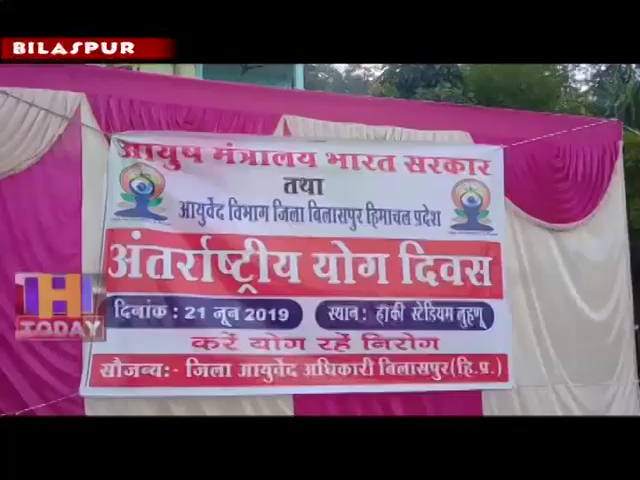 BILASPUR
आयुष मंत्रालय भारत सरकार
तथा
आयुर्वेद विभाग जिला बिलासपुर हिमाचल प्रदेश
अंतर्राष्ट्रीय योग दिवस
दिनांक : 21 जून 2019 स्थान : हॉकी स्टेडियम लुहणू
करें योग रहें निरोग
सौजन्य:- जिला आयुर्वेद अधिकारी बिलासपुर(हि.प्र.)
HI
TODAY